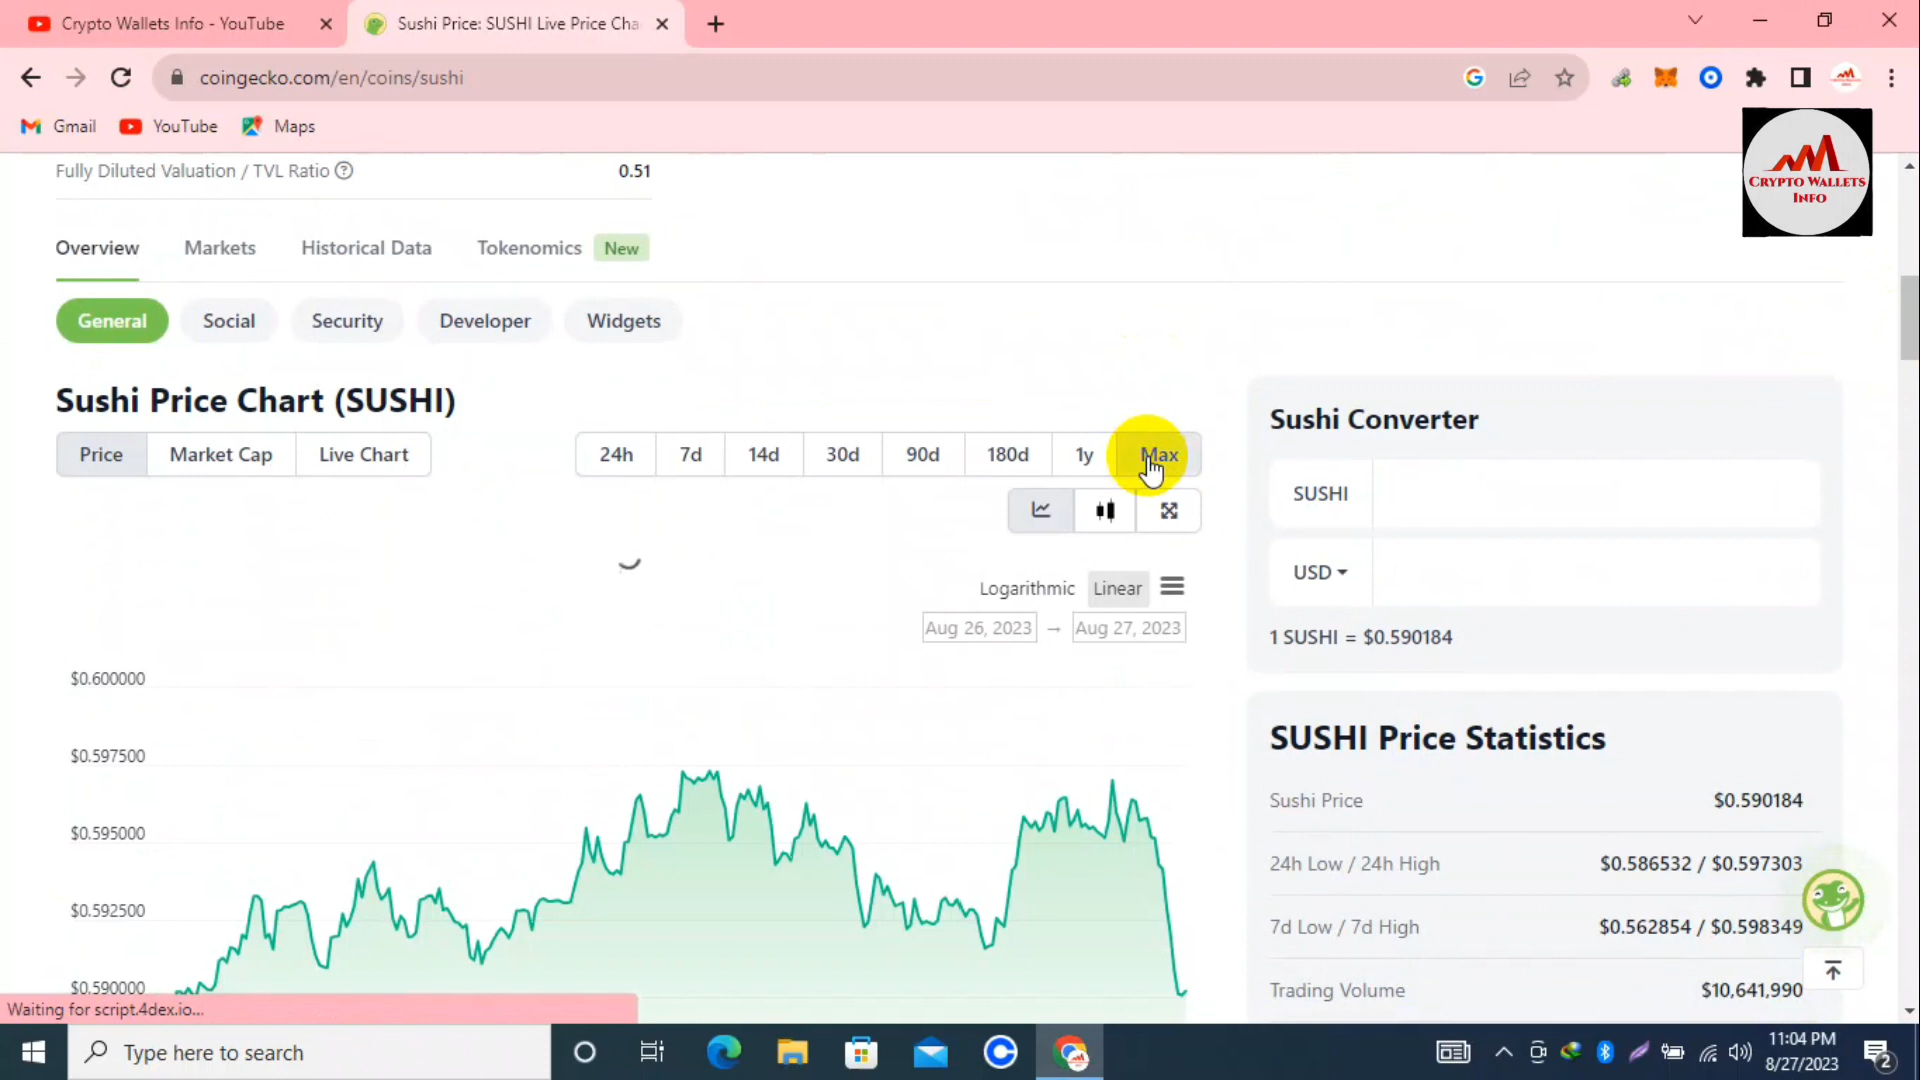 Crypto Wallets Info - YouTube
Sushi Price: SUSHI Live Price Cha
coingecko.com/en/coins/sushi
Gmail
YouTube
Maps
CRYPTO WALLETS
INFO
Fully Diluted Valuation / TVL Ratio ?
0.51
Overview
Markets
Historical Data
Tokenomics
New
General
Social
Security
Developer
Widgets
Sushi Price Chart (SUSHI)
Price
Market Cap
Live Chart
24h
7d
14d
30d
90d
180d
1y
Max
Logarithmic
Linear
Aug 26, 2023 → Aug 27, 2023
$0.600000
$0.597500
$0.595000
$0.592500
$0.590000
Sushi Converter
SUSHI
USD
1 SUSHI = $0.590184
SUSHI Price Statistics
Sushi Price
$0.590184
24h Low / 24h High
$0.586532 / $0.597303
7d Low / 7d High
$0.562854 / $0.598349
Trading Volume
$10,641,990
Waiting for script.4dex.io...
Type here to search
11:04 PM
8/27/2023
2